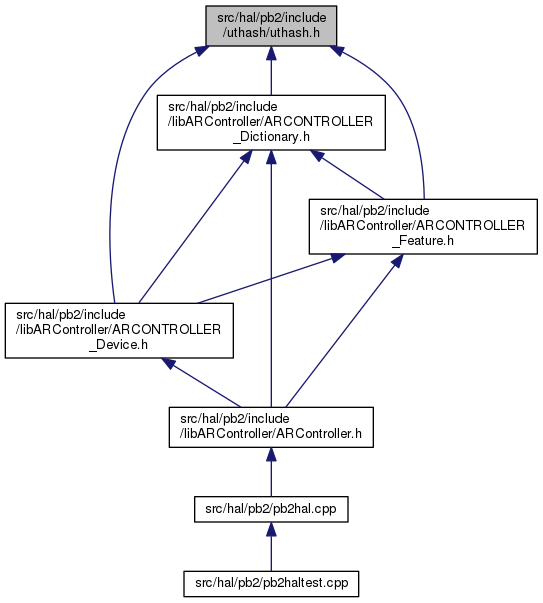 src/hal/pb2/include
/uthash/uthash.h
src/hal/pb2/include
/libARController/ARCONTROLLER
_Dictionary.h
src/hal/pb2/include
/libARController/ARCONTROLLER
_Feature.h
src/hal/pb2/include
/libARController/ARCONTROLLER
_Device.h
src/hal/pb2/include
/libARController/ARController.h
src/hal/pb2/pb2hal.cpp
src/hal/pb2/pb2haltest.cpp